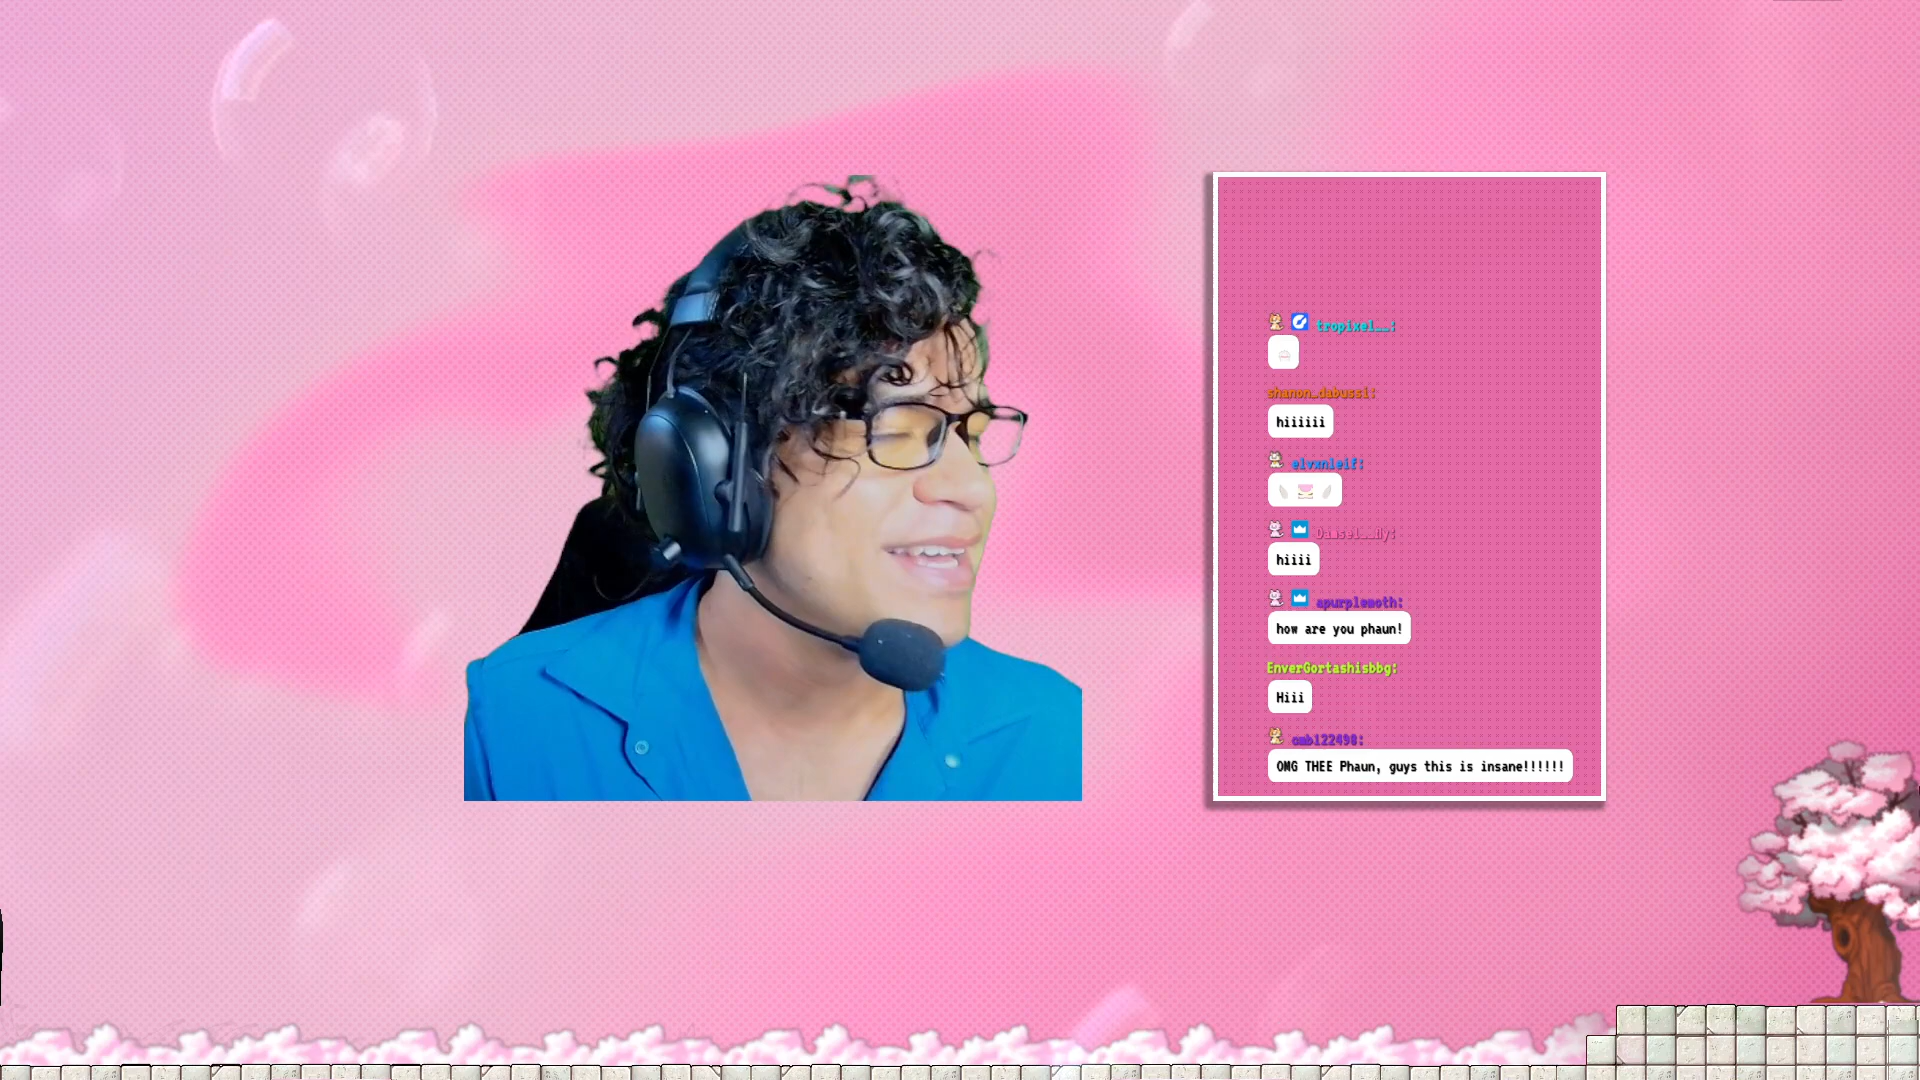 tropixel__:
shanon_dabussi:
hiiiiii
elvxnleif:
Damsel__fly:
hiiii
apurplemoth:
how are you phaun!
EnverGortashisbbg:
Hiii
omb122498:
OMG THEE Phaun, guys this is insane!!!!!!